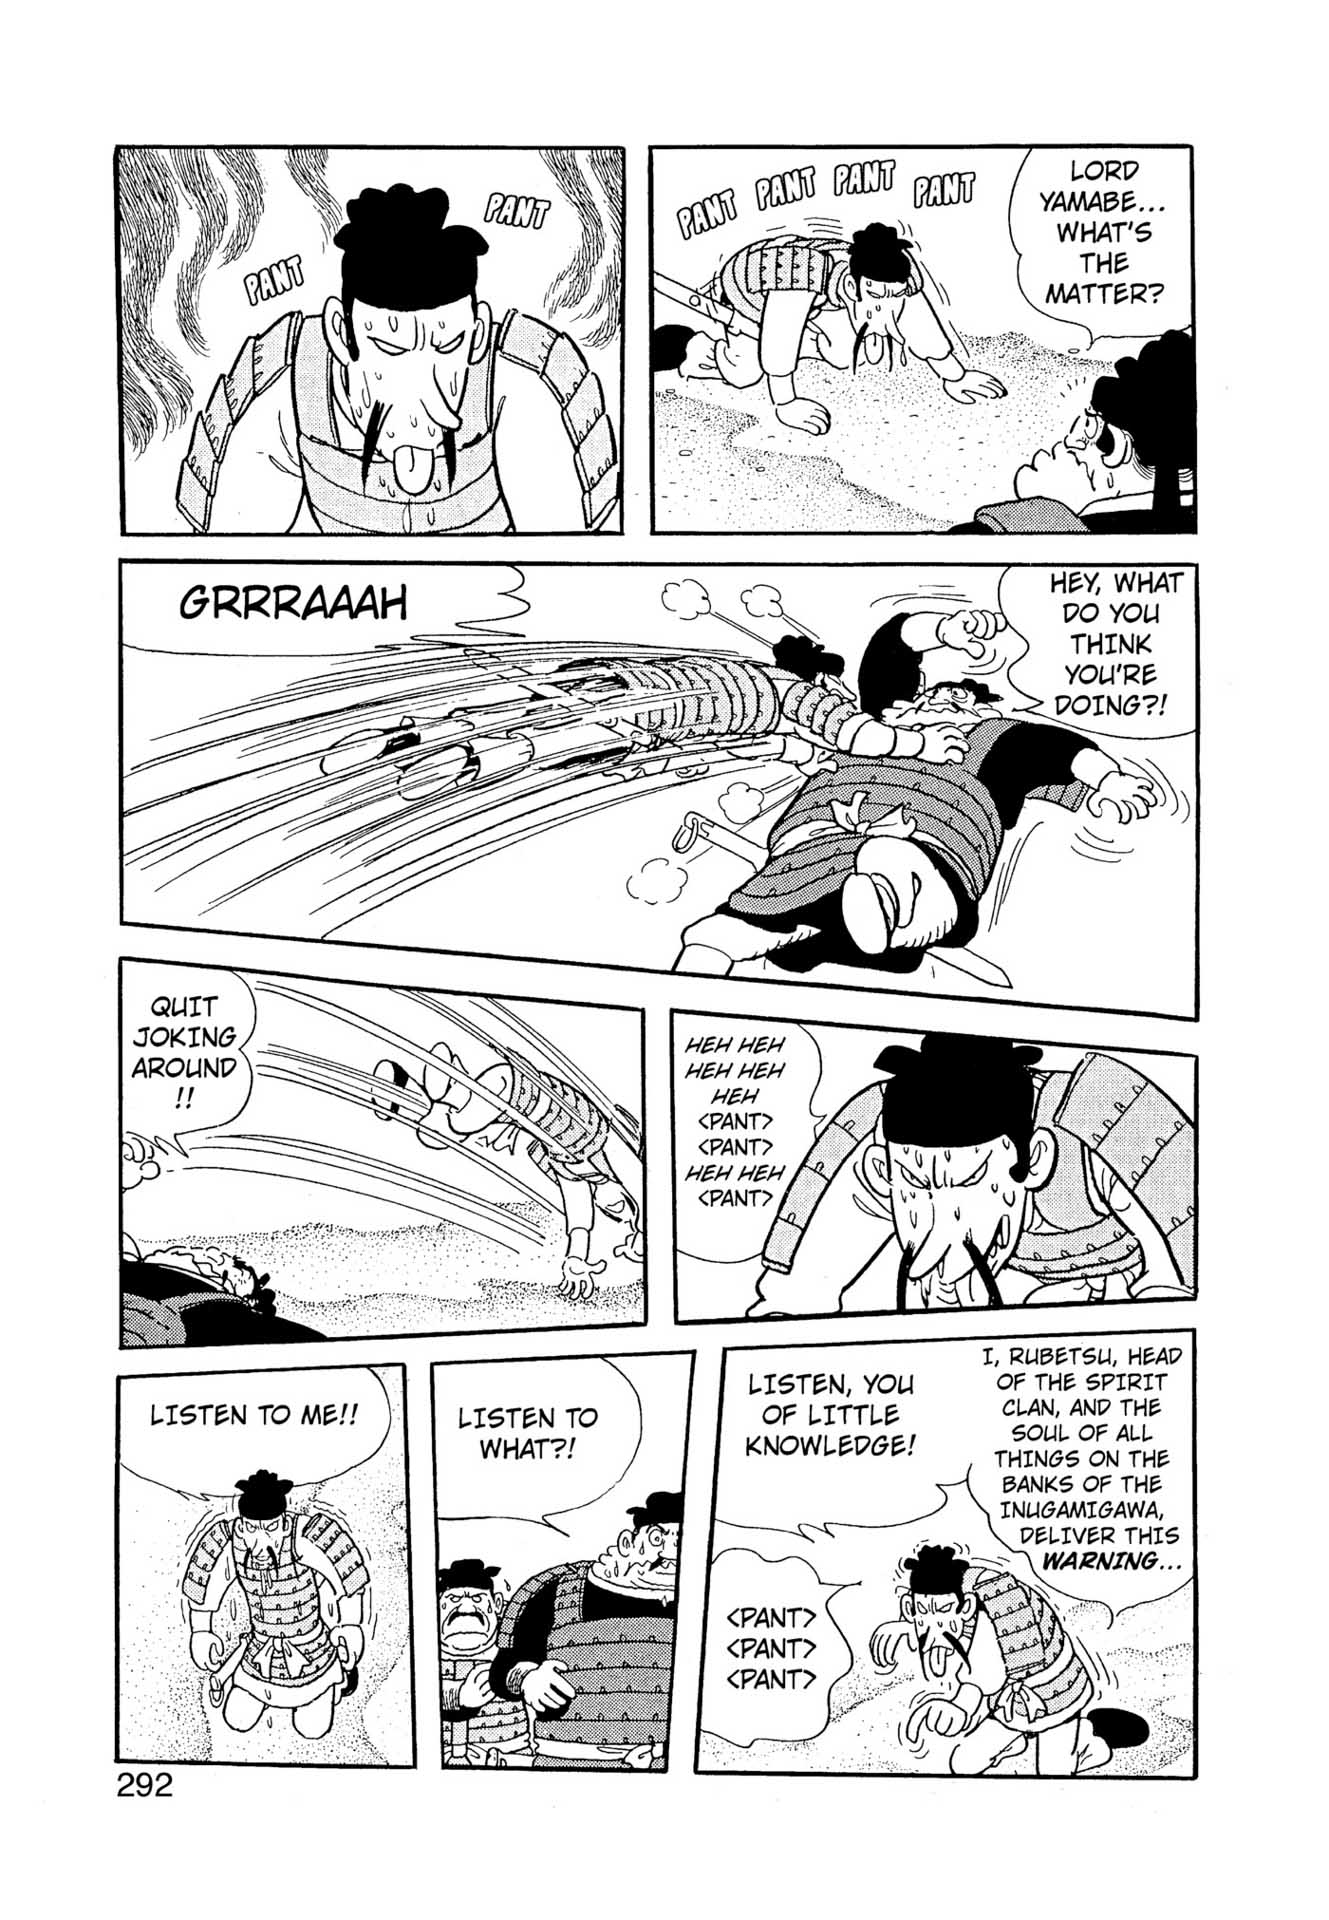 PANT
PANT
PANT PANT PANT PANT
LORD
YAMABE...
WHAT'S
THE
MATTER?
GRRRAAAH
HEY, WHAT
DO YOU
THINK
YOU'RE
DOING?!
QUIT
JOKING
AROUND
!!
HEH HEH
HEH HEH
HEH
<PANT>
<PANT>
HEH HEH
<PANT>
LISTEN TO ME!!
LISTEN TO
WHAT?!
LISTEN, YOU
OF LITTLE
KNOWLEDGE!
I, RUBETSU, HEAD
OF THE SPIRIT
CLAN, AND THE
SOUL OF ALL
THINGS ON THE
BANKS OF THE
INUGAMIGAWA,
DELIVER THIS
WARNING...
<PANT>
<PANT>
<PANT>
292